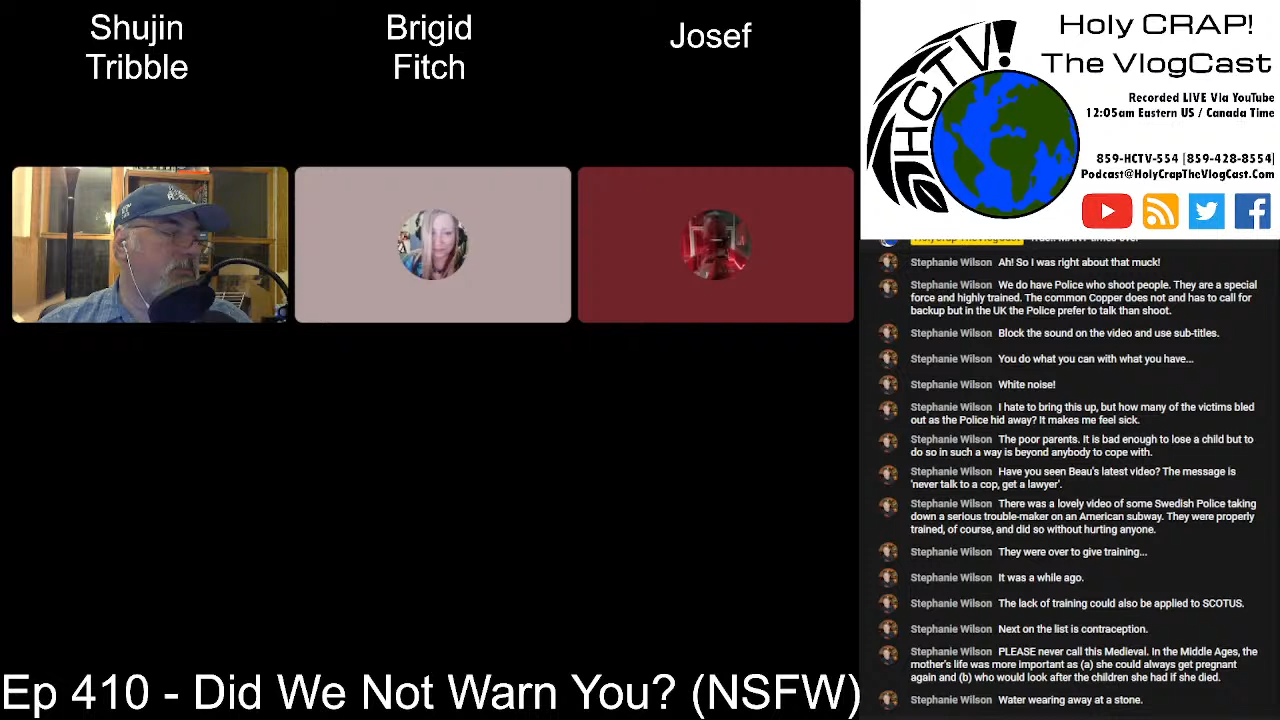 Shujin
Tribble
Brigid
Fitch
Josef
HCTV!
Holy CRAP!
The VlogCast
Recorded LIVE Via YouTube
12:05am Eastern US / Canada Time
859-HCTV-554 [859-428-8554]
Podcast@HolyCrapTheVlogCast.Com
Stephanie Wilson Ah! So I was right about that muck!
Stephanie Wilson We do have Police who shoot people. They are a special
force and highly trained. The common Copper does not and has to call for
backup but in the UK the Police prefer to talk than shoot.
Stephanie Wilson Block the sound on the video and use sub-titles.
Stephanie Wilson You do what you can with what you have...
Stephanie Wilson White noise!
Stephanie Wilson I hate to bring this up, but how many of the victims bled
out as the Police hid away? It makes me feel sick.
Stephanie Wilson The poor parents. It is bad enough to lose a child but to
do so in such a way is beyond anybody to cope with.
Stephanie Wilson Have you seen Beau's latest video? The message is
'never talk to a cop, get a lawyer'.
Stephanie Wilson There was a lovely video of some Swedish Police taking
down a serious trouble-maker on an American subway. They were properly
trained, of course, and did so without hurting anyone.
Stephanie Wilson They were over to give training...
Stephanie Wilson It was a while ago.
Stephanie Wilson The lack of training could also be applied to SCOTUS.
Stephanie Wilson Next on the list is contraception.
Stephanie Wilson PLEASE never call this Medieval. In the Middle Ages, the
mother's life was more important as (a) she could always get pregnant
again and (b) who would look after the children she had if she died.
Stephanie Wilson Water wearing away at a stone.
Ep 410 - Did We Not Warn You? (NSFW)